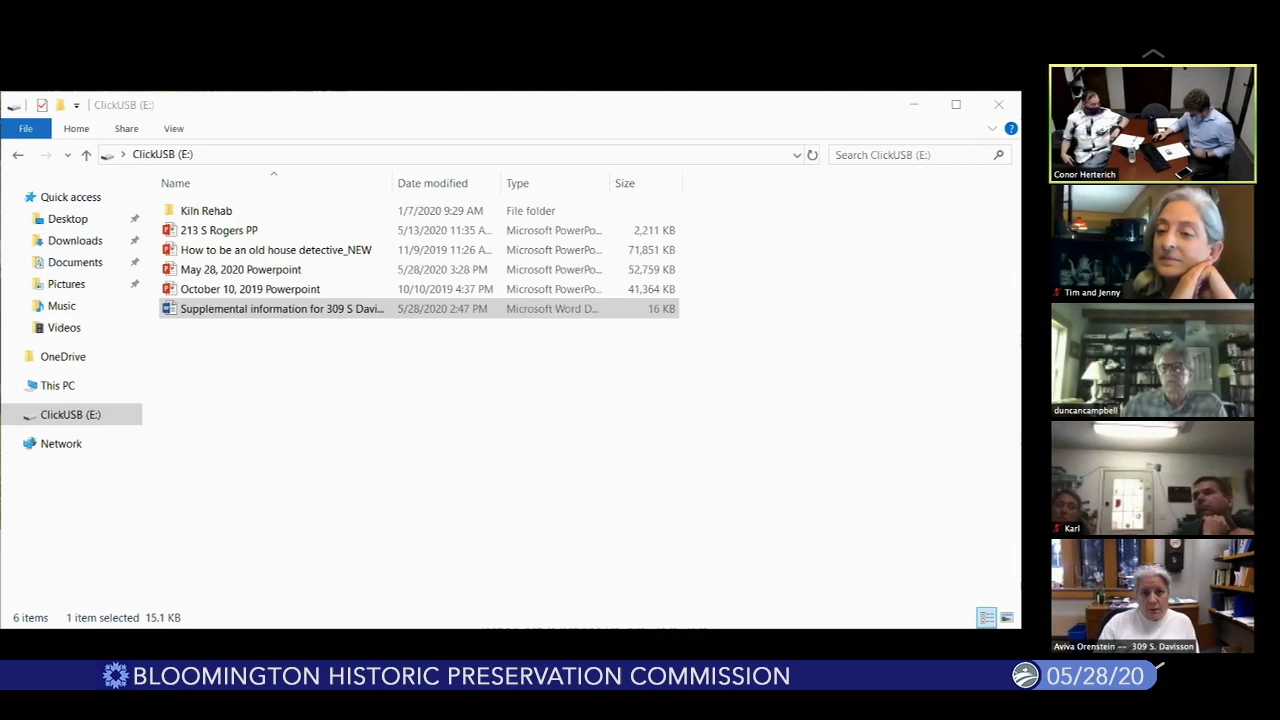 ClickUSB (E:)
File Home Share View
ClickUSB (E:) Search ClickUSB (E:)
Name Date modified Type Size
Quick access
Desktop
Downloads
Documents
Pictures
Music
Videos
OneDrive
This PC
ClickUSB (E:)
Network
Kiln Rehab 1/7/2020 9:29 AM File folder
213 S Rogers PP 5/13/2020 11:35 A... Microsoft PowerPo... 2,211 KB
How to be an old house detective_NEW 11/9/2019 11:26 A... Microsoft PowerPo... 71,851 KB
May 28, 2020 Powerpoint 5/28/2020 3:28 PM Microsoft PowerPo... 52,759 KB
October 10, 2019 Powerpoint 10/10/2019 4:37 PM Microsoft PowerPo... 41,364 KB
Supplemental information for 309 S Davi... 5/28/2020 2:47 PM Microsoft Word D... 16 KB
6 items 1 item selected 15.1 KB
Conor Herterich
Tim and Jenny
duncancampbell
Karl
Aviva Orenstein -- 309 S. Davisson
BLOOMINGTON HISTORIC PRESERVATION COMMISSION 05/28/20